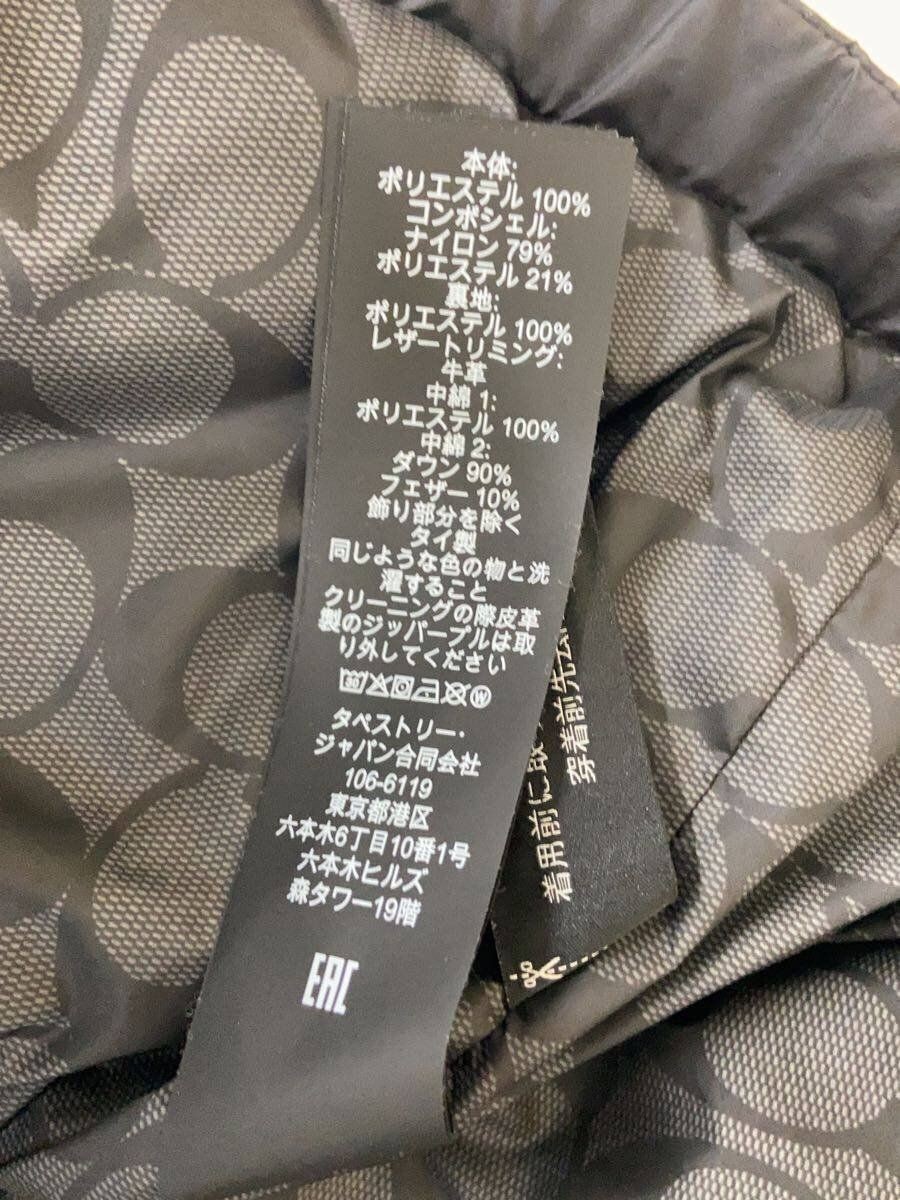 本体:
ポリエステル 100%
コンボシェル:
ナイロン 79%
ポリエステル 21%
裏地:
ポリエステル 100%
レザートリミング:
牛革
中綿 1:
ポリエステル 100%
中綿 2:
ダウン 90%
フェザー 10%
飾り部分を除く
タイ製
同じような色の物と洗
濯すること
クリーニングの際皮革
製のジッパープルは取
り外してください
タペストリー・
ジャパン合同会社
106-6119
東京都港区
六本木6丁目10番1号
六本木ヒルズ
森タワー19階
EAC
着用前に
穿着前先